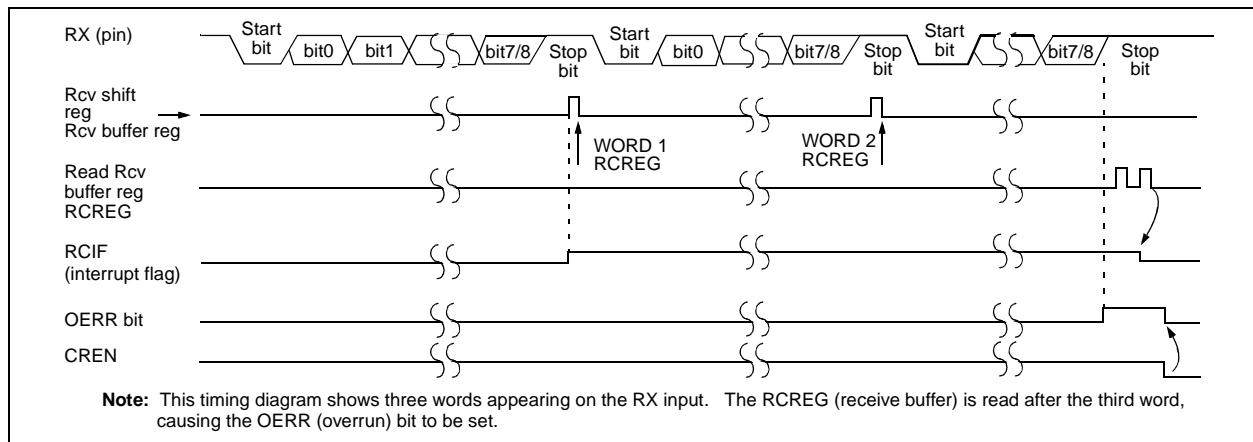 RX (pin)
Start
bit
bit0
bit1
bit7/8
Stop
bit
Start
bit
bit0
bit7/8
Stop
bit
Start
bit
bit7/8
Stop
bit
Rcv shift
reg
Rcv buffer reg
WORD 1
RCREG
WORD 2
RCREG
Read Rcv
buffer reg
RCREG
RCIF
(interrupt flag)
OERR bit
CREN
Note: This timing diagram shows three words appearing on the RX input. The RCREG (receive buffer) is read after the third word,
causing the OERR (overrun) bit to be set.